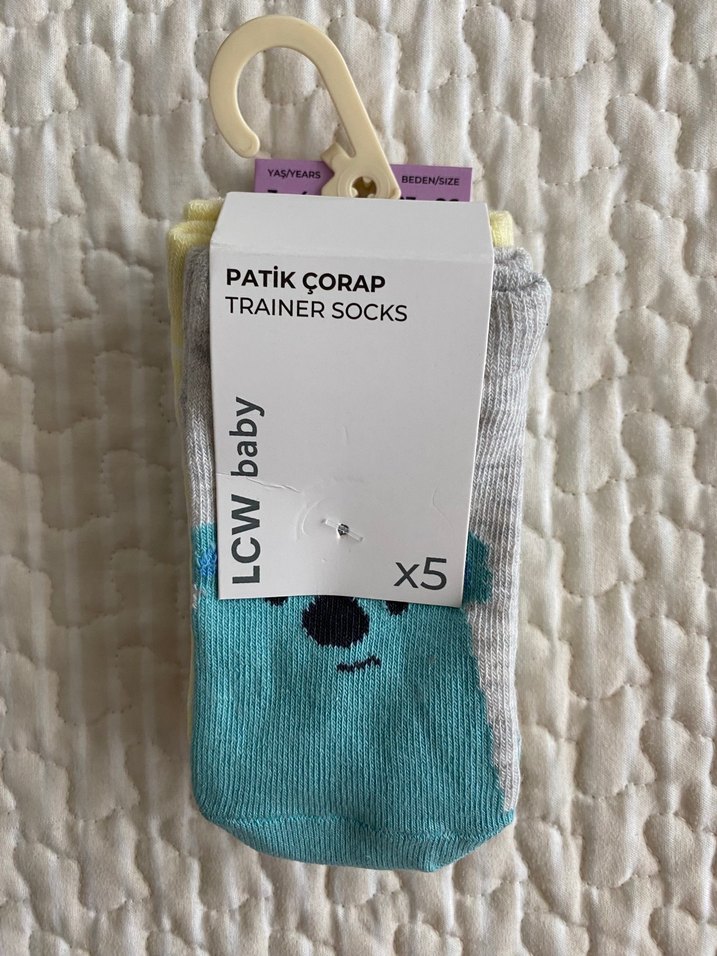 YAŞ/YEARS
BEDEN/SIZE
PATİK ÇORAP
TRAINER SOCKS
LCW baby
x5